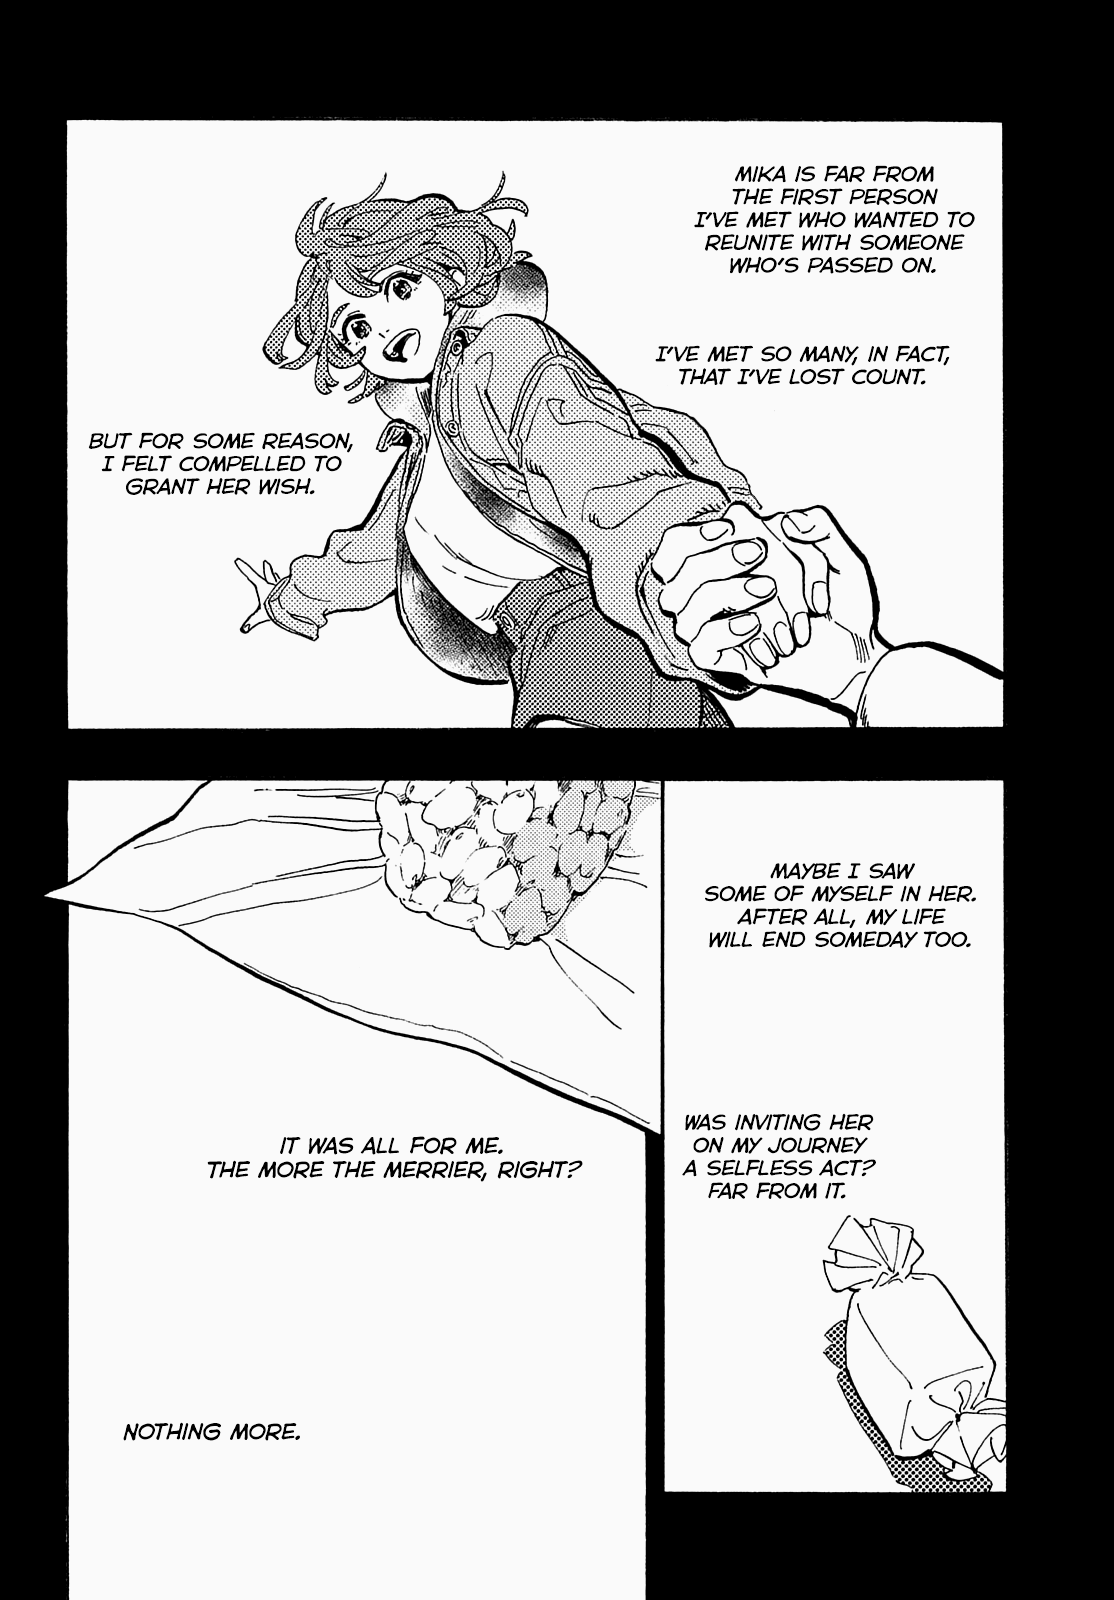 MIKA IS FAR FROM
THE FIRST PERSON
I'VE MET WHO WANTED TO
REUNITE WITH SOMEONE
WHO'S PASSED ON.
I'VE MET SO MANY, IN FACT,
THAT I'VE LOST COUNT.
BUT FOR SOME REASON,
I FELT COMPELLED TO
GRANT HER WISH.
MAYBE I SAW
SOME OF MYSELF IN HER.
AFTER ALL, MY LIFE
WILL END SOMEDAY TOO.
WAS INVITING HER
ON MY JOURNEY
A SELFLESS ACT?
FAR FROM IT.
IT WAS ALL FOR ME.
THE MORE THE MERRIER, RIGHT?
NOTHING MORE.